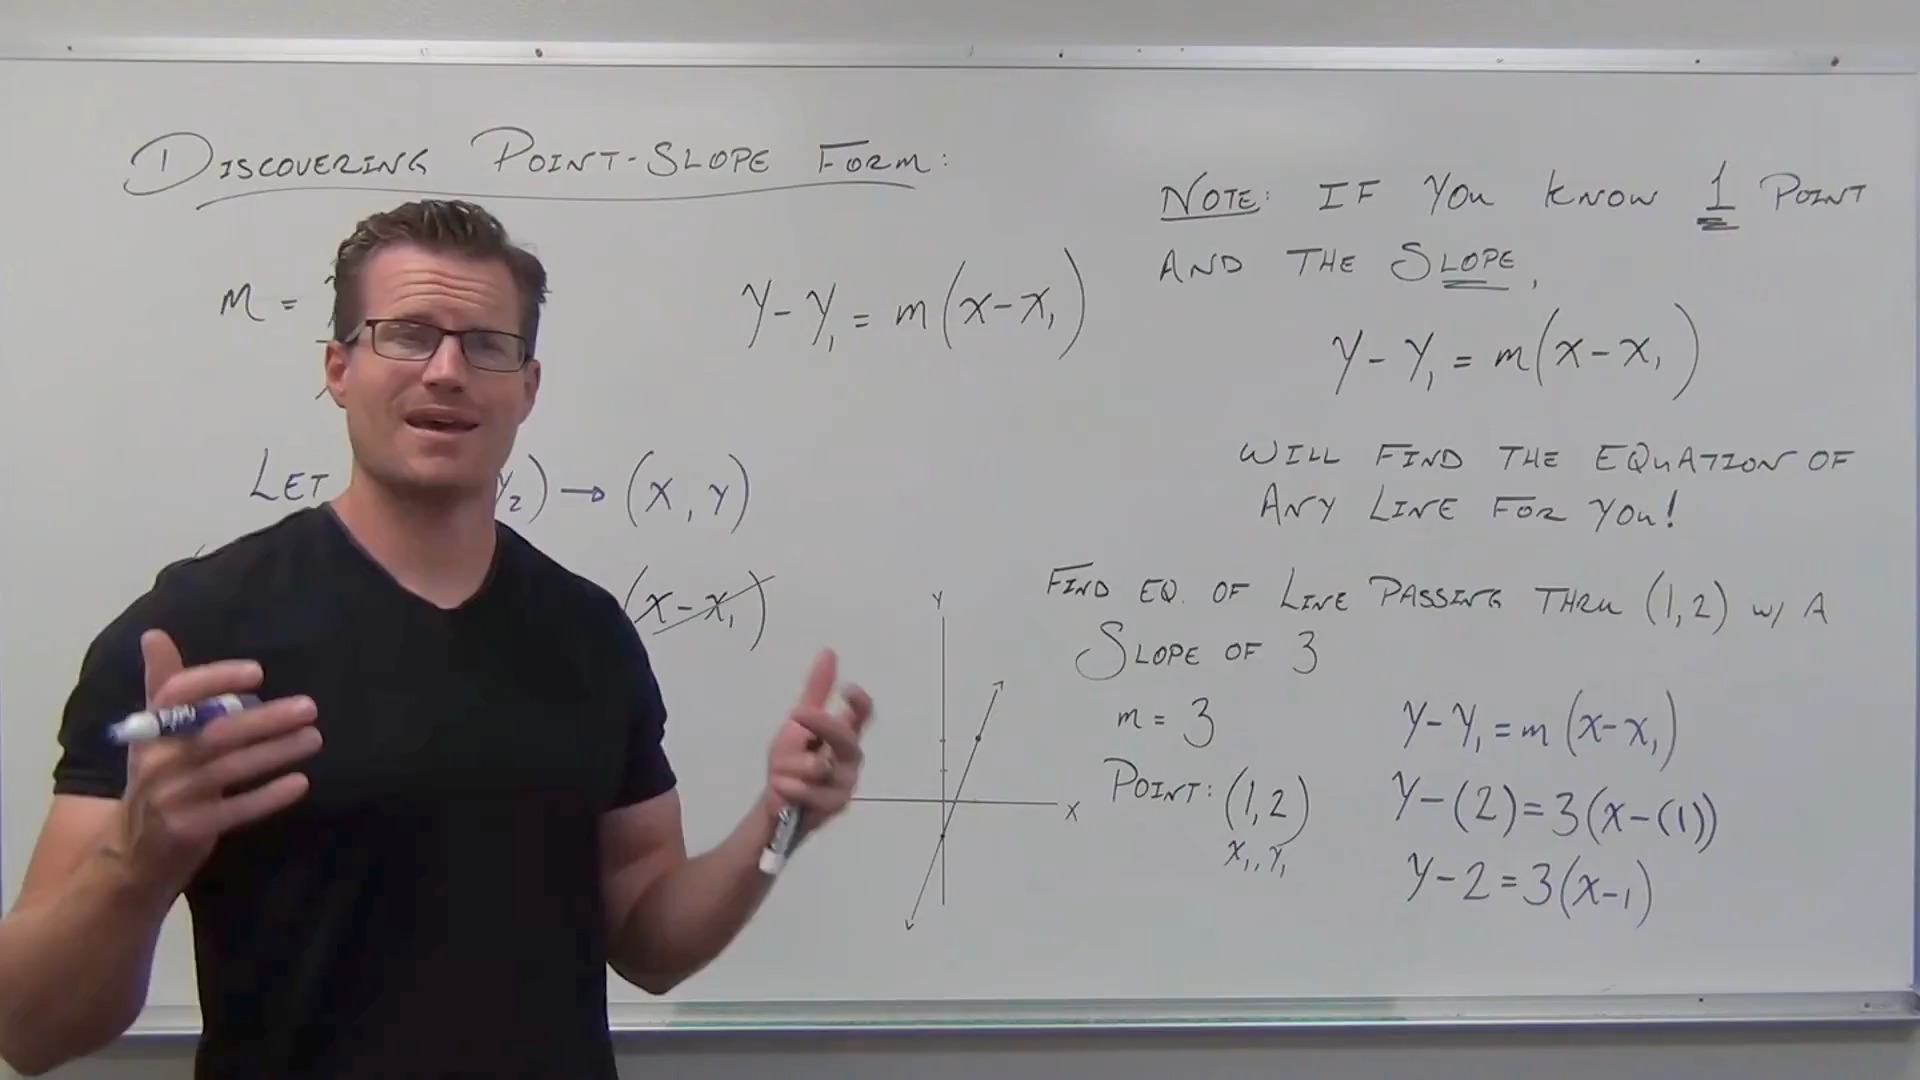 DISCOVERING POINT-SLOPE FORM:
m =
y - y₁ = m(x - x₁)
LET y₂) → (x, y)
(x - x₁)
NOTE: IF YOU KNOW 1 POINT
AND THE SLOPE,
y - y₁ = m(x - x₁)
WILL FIND THE EQUATION OF
ANY LINE FOR YOU!
FIND EQ. OF LINE PASSING THRU (1,2) w/ A
SLOPE OF 3
m = 3
POINT: (1,2)
x₁, y₁
y - y₁ = m(x - x₁)
y - (2) = 3(x - (1))
y - 2 = 3(x - 1)
y
x